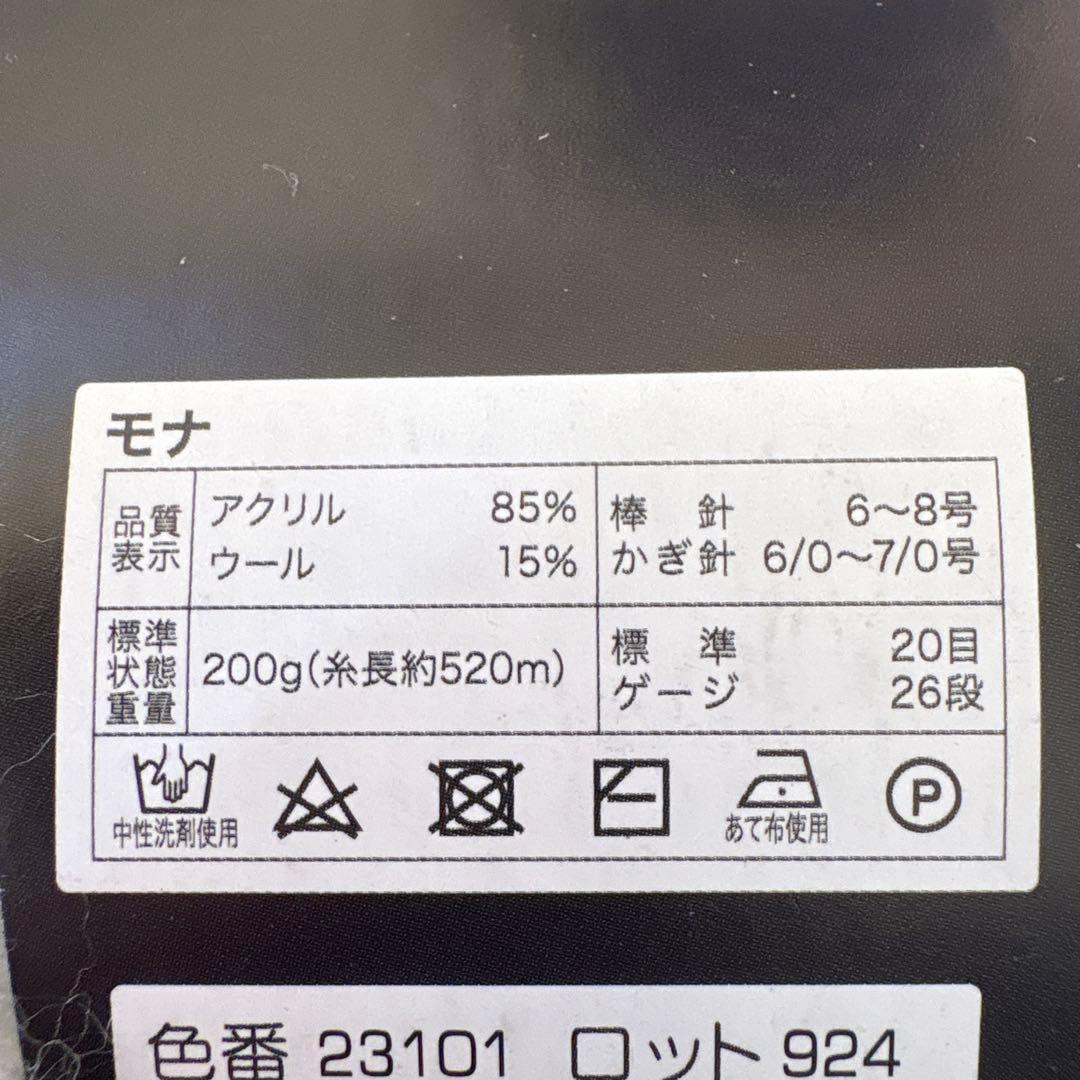 モナ
品質表示
アクリル 85%
ウール 15%
棒針 6〜8号
かぎ針 6/0〜7/0号
標準状態重量
200g(糸長約520m)
標準ゲージ
20目
26段
中性洗剤使用
あて布使用
P
色番 23101 ロット 924